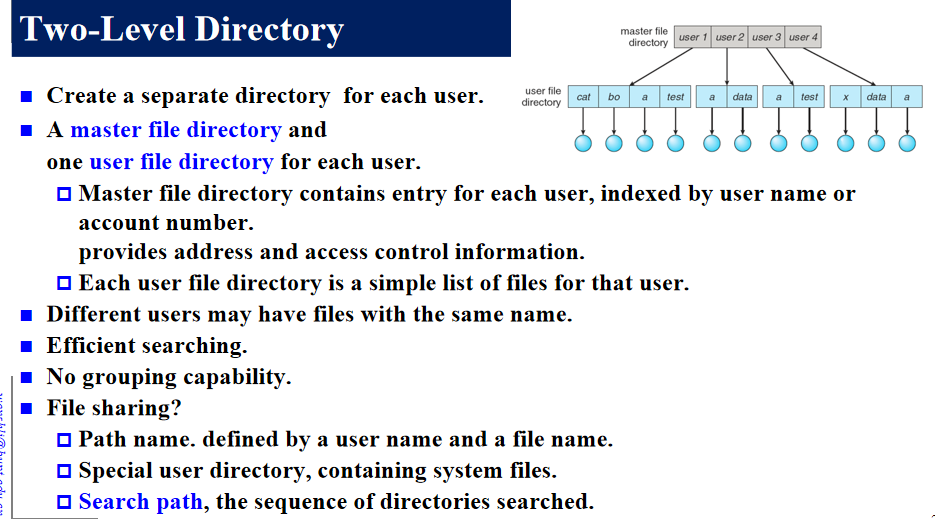 Two-Level Directory
master file
directory
user 1 user 2 user 3 user 4
user file
directory
cat bo a test a data a test x data a
Create a separate directory for each user.
A master file directory and
one user file directory for each user.
Master file directory contains entry for each user, indexed by user name or
account number.
provides address and access control information.
Each user file directory is a simple list of files for that user.
Different users may have files with the same name.
Efficient searching.
No grouping capability.
File sharing?
Path name. defined by a user name and a file name.
Special user directory, containing system files.
Search path, the sequence of directories searched.